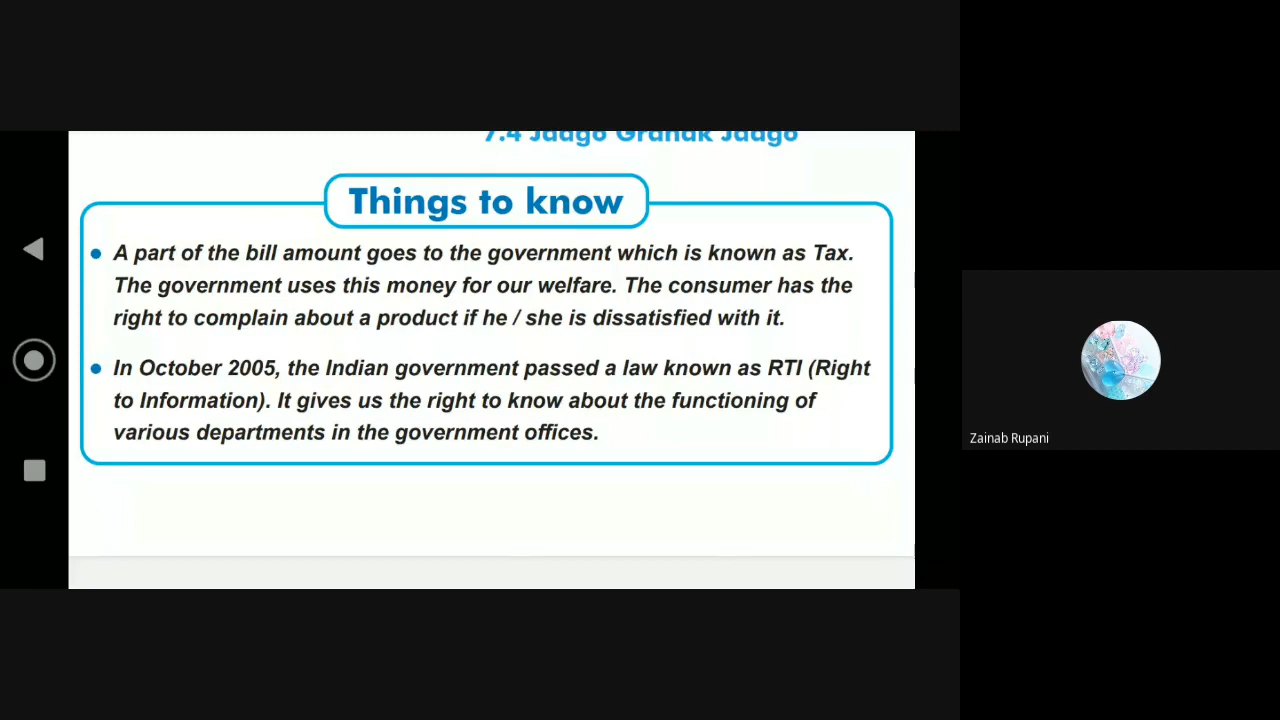 7.4 Jaago Grahak Jaago
Things to know
• A part of the bill amount goes to the government which is known as Tax.
The government uses this money for our welfare. The consumer has the
right to complain about a product if he / she is dissatisfied with it.
• In October 2005, the Indian government passed a law known as RTI (Right
to Information). It gives us the right to know about the functioning of
various departments in the government offices.
Zainab Rupani